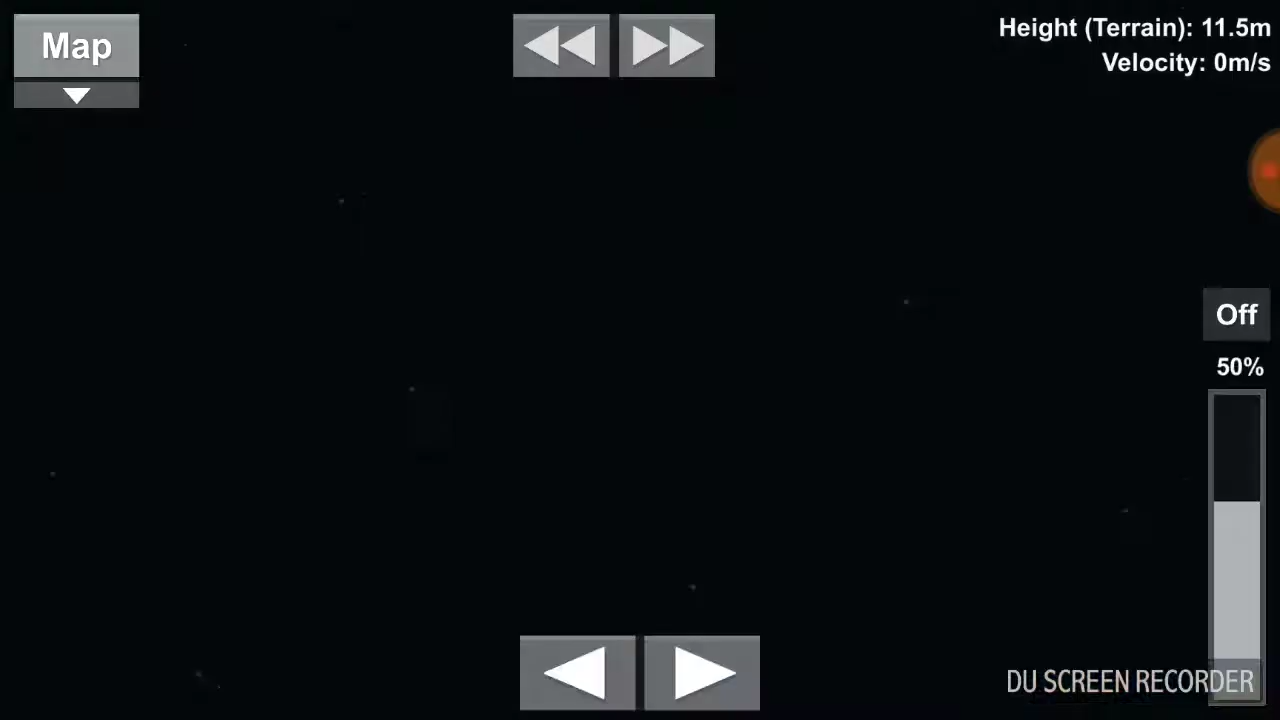 Map
Height (Terrain): 11.5m
Velocity: 0m/s
Off
50%
DU SCREEN RECORDER